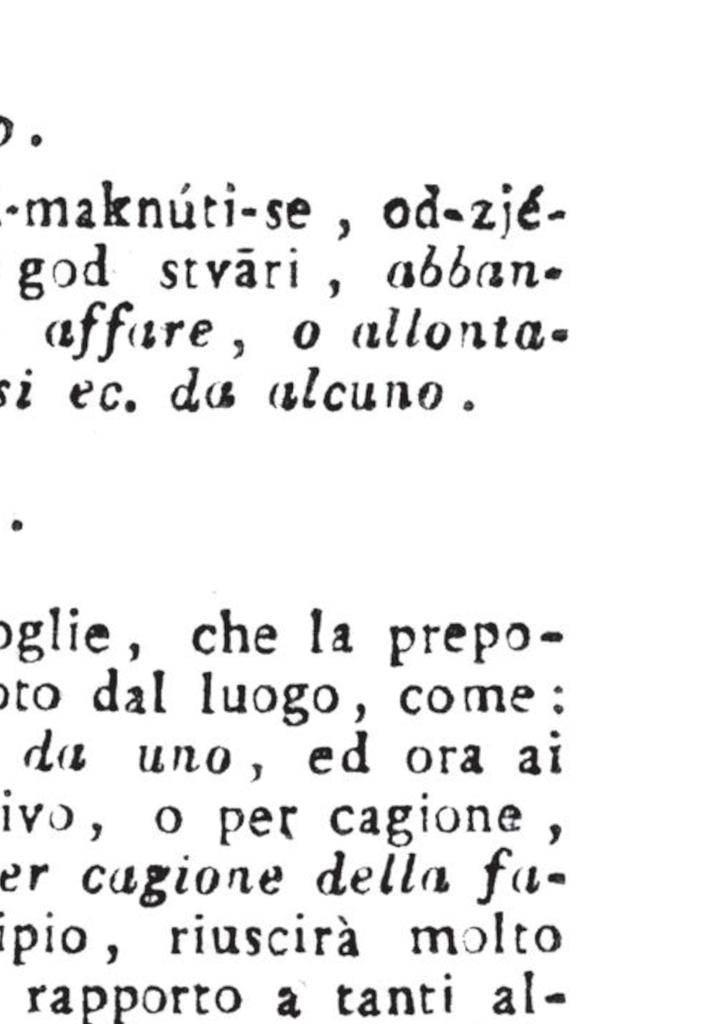 o.
-maknúti-se, od-zjé-
god stvāri, abban-
affare, o allonta-
si ec. da alcuno.
.
oglie, che la prepo-
oto dal luogo, come:
da uno, ed ora ai
ivo, o per cagione,
er cagione della fa-
ipio, riuscirà molto
rapporto a tanti al-